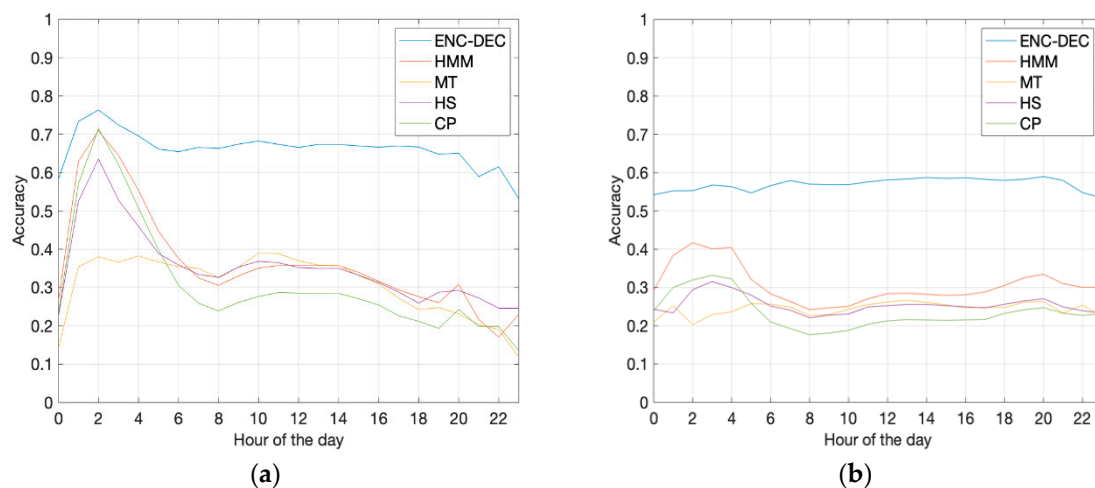 1
0.9
0.8
0.7
0.6
0.5
0.4
0.3
0.2
0.1
0
Accuracy
0 2 4 6 8 10 12 14 16 18 20 22
Hour of the day
ENC-DEC
HMM
MT
HS
CP
(a)
1
0.9
0.8
0.7
0.6
0.5
0.4
0.3
0.2
0.1
0
Accuracy
0 2 4 6 8 10 12 14 16 18 20 22
Hour of the day
ENC-DEC
HMM
MT
HS
CP
(b)